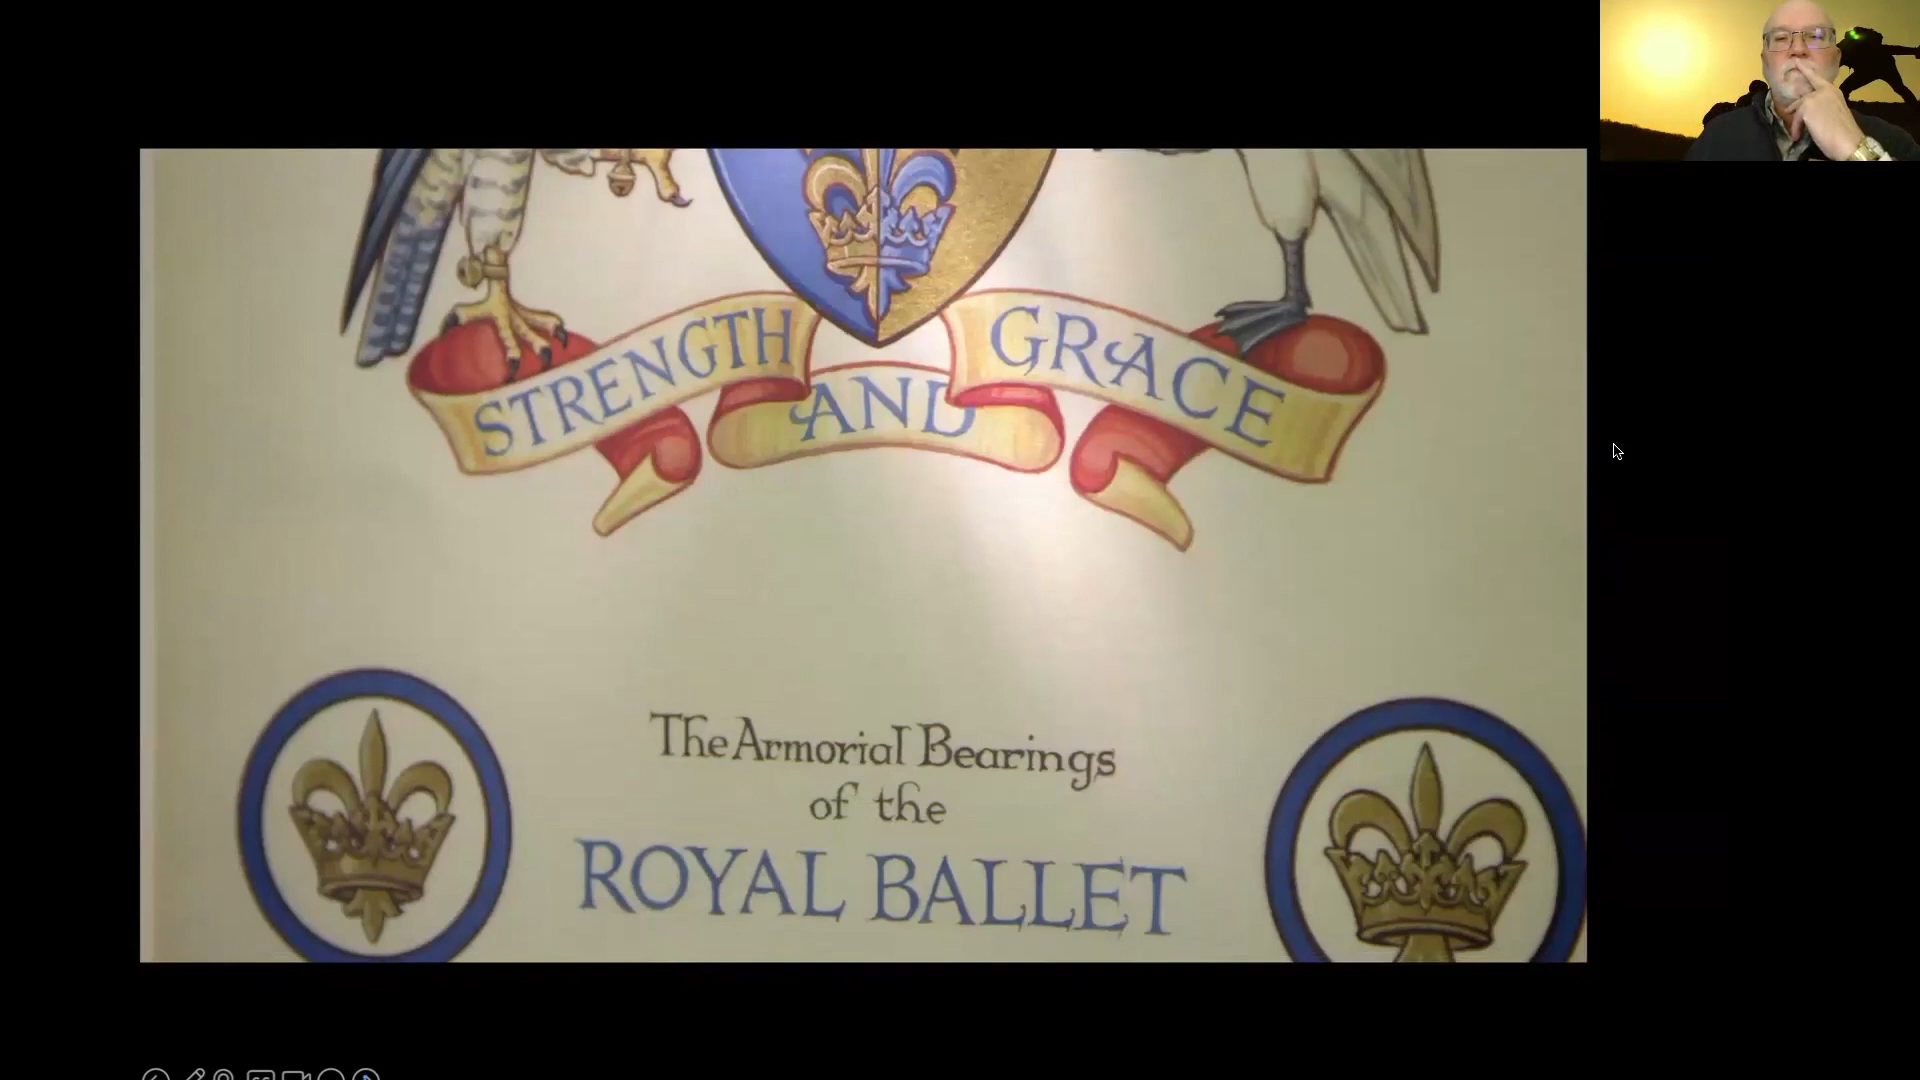 STRENGTH AND GRACE
The Armorial Bearings
of the
ROYAL BALLET